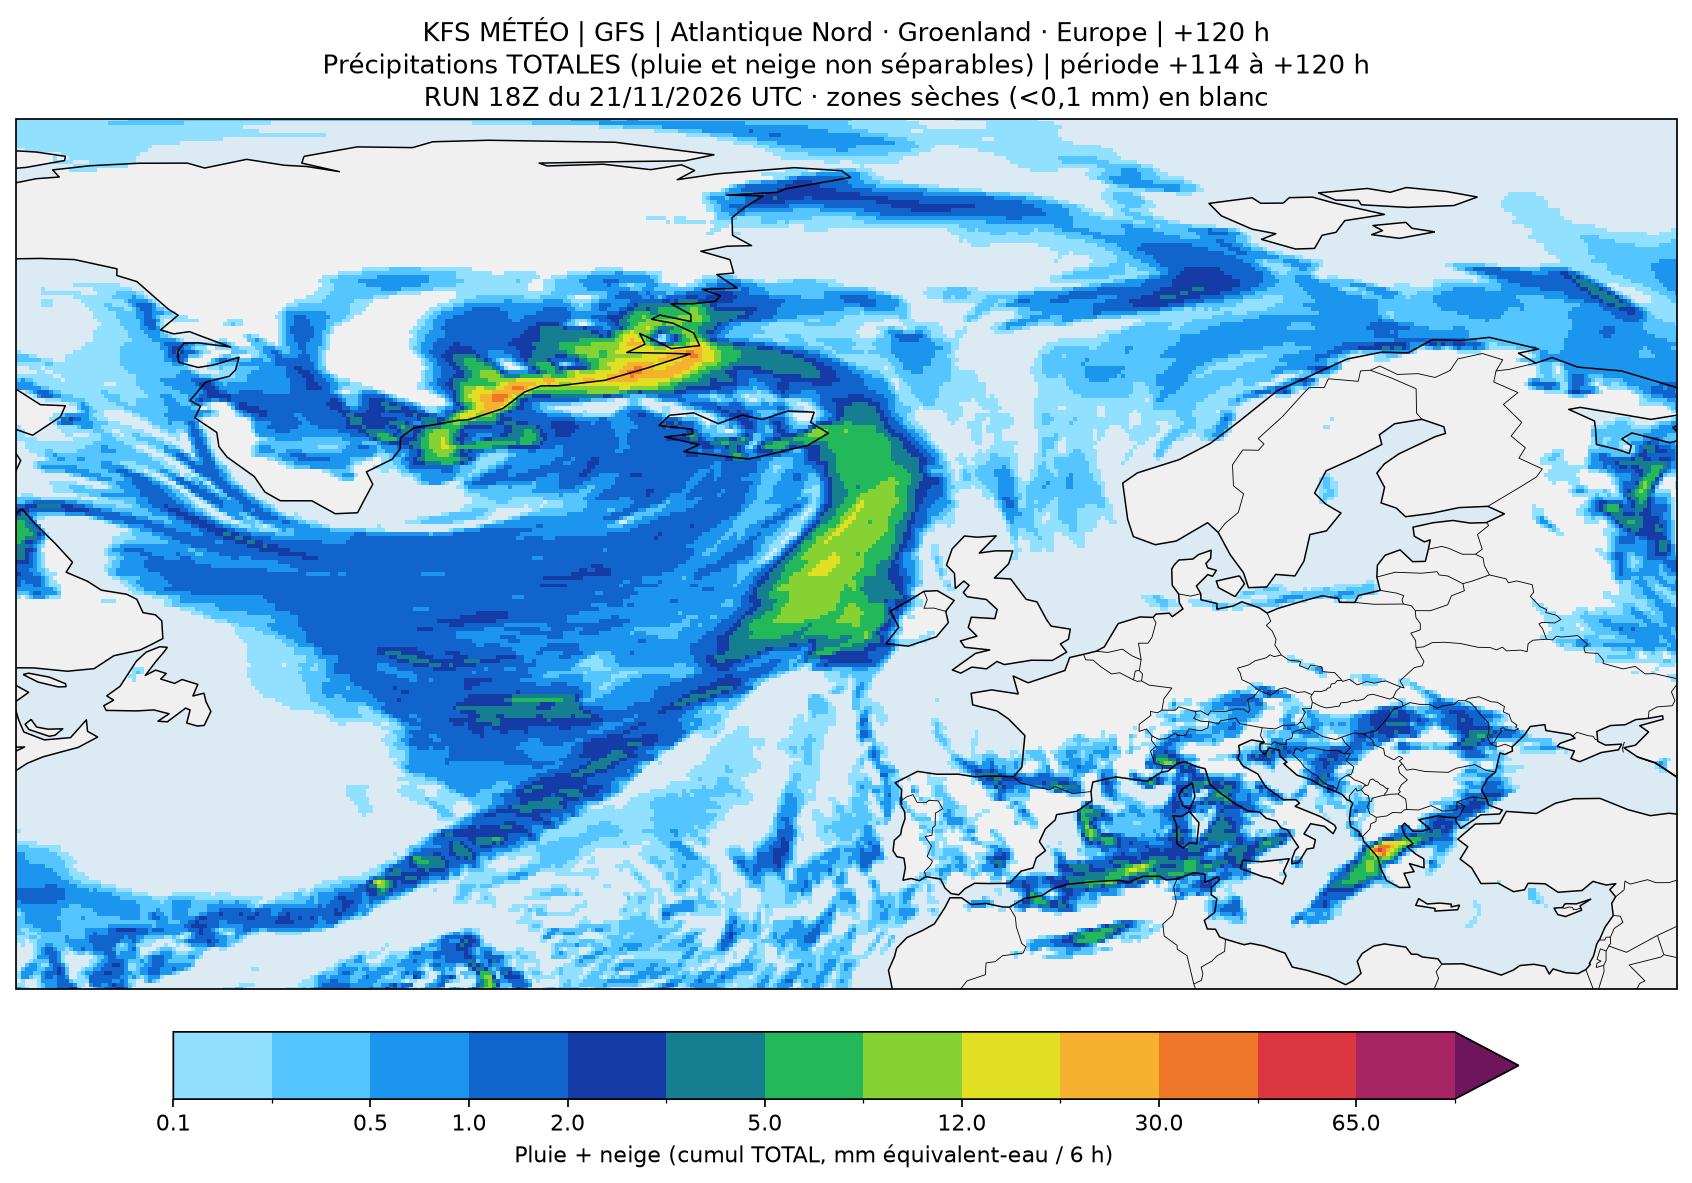 KFS MÉTÉO | GFS | Atlantique Nord · Groenland · Europe | +120 h
Précipitations TOTALES (pluie et neige non séparables) | période +114 à +120 h
RUN 18Z du 21/11/2026 UTC · zones sèches (<0,1 mm) en blanc
0.1 0.5 1.0 2.0 5.0 12.0 30.0 65.0
Pluie + neige (cumul TOTAL, mm équivalent-eau / 6 h)